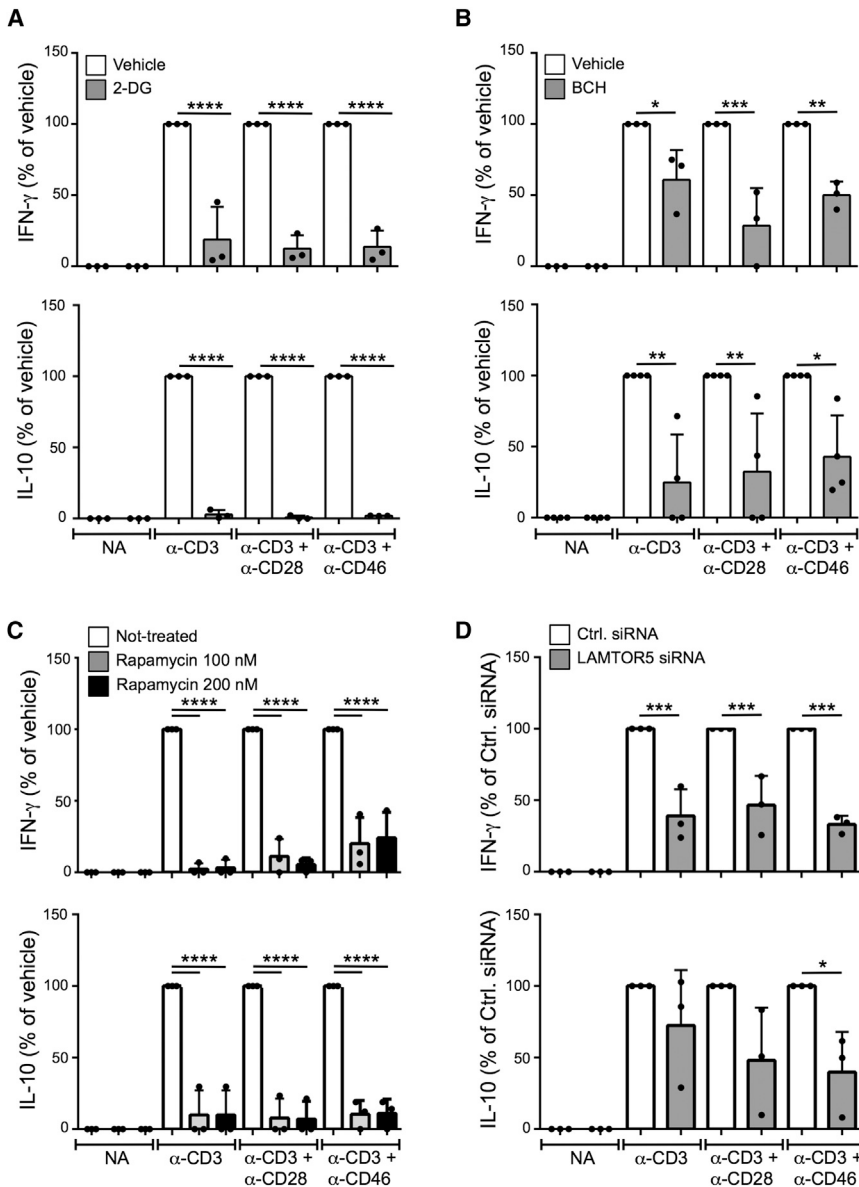 A
Vehicle
2-DG
IFN-γ (% of vehicle)
150
100
50
0
**** **** ****
IL-10 (% of vehicle)
150
100
50
0
**** **** ****
NA α-CD3 α-CD3 + α-CD3 +
α-CD28 α-CD46
B
Vehicle
BCH
IFN-γ (% of vehicle)
150
100
50
0
* *** **
IL-10 (% of vehicle)
150
100
50
0
** ** *
NA α-CD3 α-CD3 + α-CD3 +
α-CD28 α-CD46
C
Not-treated
Rapamycin 100 nM
Rapamycin 200 nM
IFN-γ (% of vehicle)
150
100
50
0
**** **** ****
IL-10 (% of vehicle)
150
100
50
0
**** **** ****
NA α-CD3 α-CD3 + α-CD3 +
α-CD28 α-CD46
D
Ctrl. siRNA
LAMTOR5 siRNA
IFN-γ (% of Ctrl. siRNA)
150
100
50
0
*** *** ***
IL-10 (% of Ctrl. siRNA)
150
100
50
0
*
NA α-CD3 α-CD3 + α-CD3 +
α-CD28 α-CD46